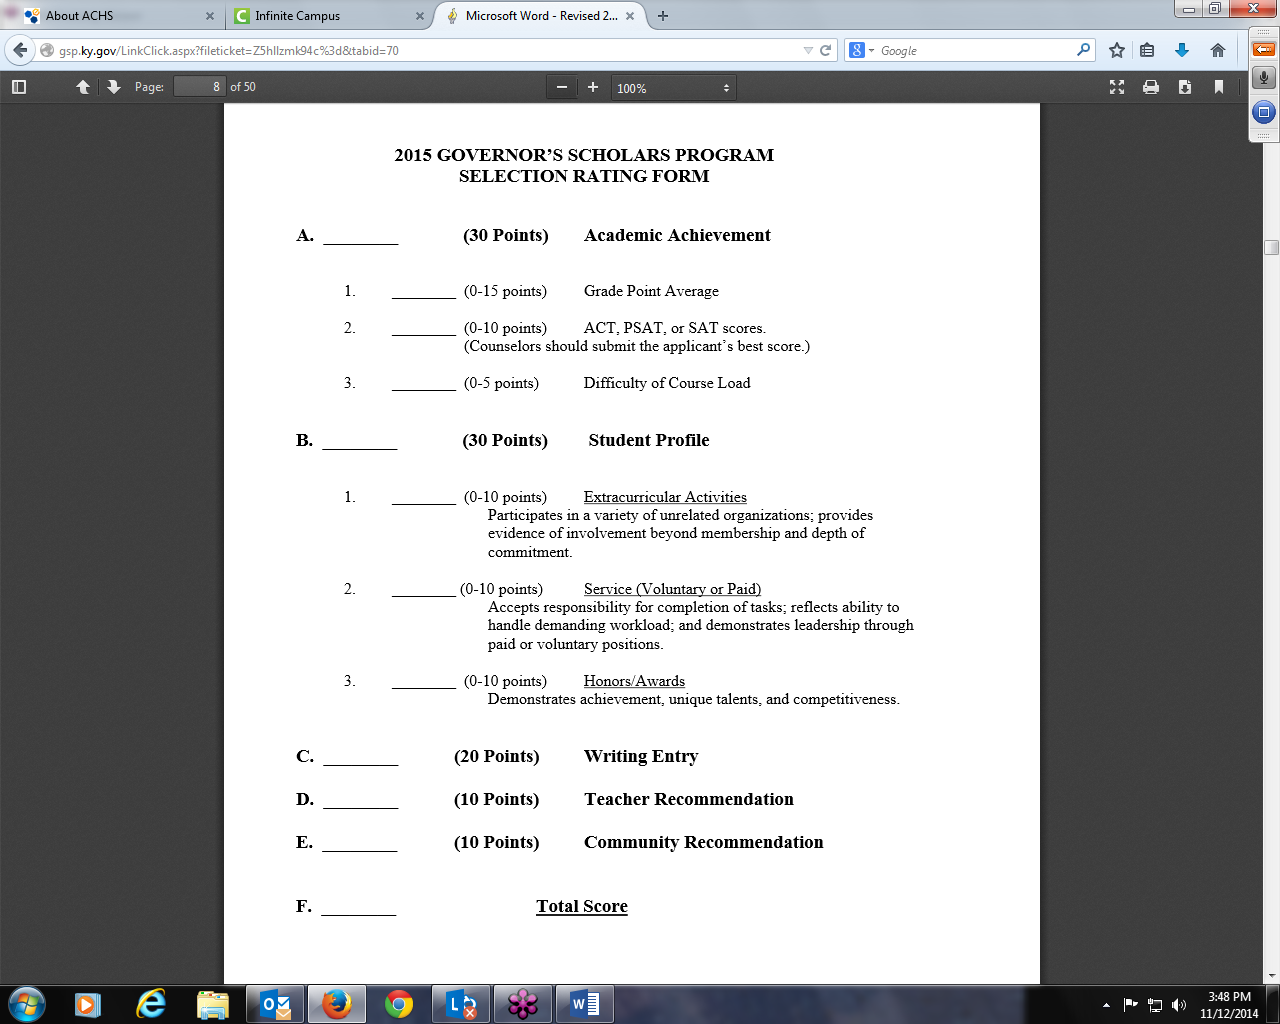 About ACHS
Infinite Campus
Microsoft Word - Revised 2...
gsp.ky.gov/LinkClick.aspx?fileticket=Z5hllzmk94c%3d&tabid=70
Google
Page: 8 of 50
100%
2015 GOVERNOR’S SCHOLARS PROGRAM
SELECTION RATING FORM
A. ________ (30 Points) Academic Achievement
1. ________ (0-15 points) Grade Point Average
2. ________ (0-10 points) ACT, PSAT, or SAT scores.
(Counselors should submit the applicant’s best score.)
3. ________ (0-5 points) Difficulty of Course Load
B. ________ (30 Points) Student Profile
1. ________ (0-10 points) Extracurricular Activities
Participates in a variety of unrelated organizations; provides
evidence of involvement beyond membership and depth of
commitment.
2. ________ (0-10 points) Service (Voluntary or Paid)
Accepts responsibility for completion of tasks; reflects ability to
handle demanding workload; and demonstrates leadership through
paid or voluntary positions.
3. ________ (0-10 points) Honors/Awards
Demonstrates achievement, unique talents, and competitiveness.
C. ________ (20 Points) Writing Entry
D. ________ (10 Points) Teacher Recommendation
E. ________ (10 Points) Community Recommendation
F. ________ Total Score
3:48 PM
11/12/2014